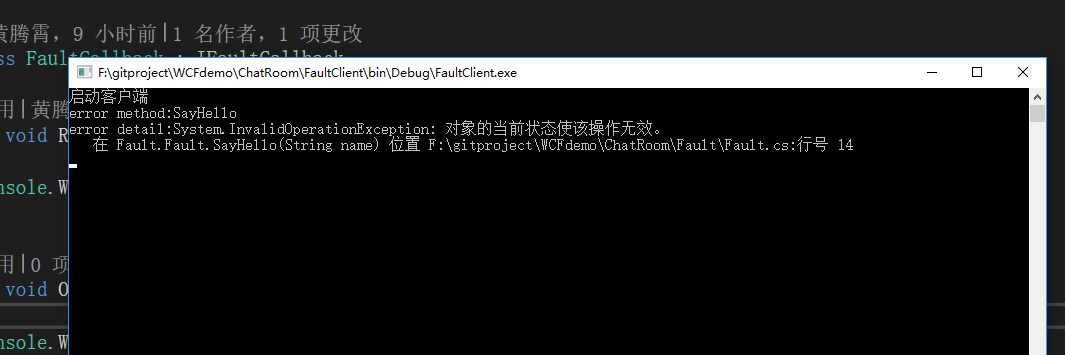 黄腾霄，9 小时前|1 名作者，1 项更改
ss FaultCallback : IFaultCallback
F:\gitproject\WCFdemo\ChatRoom\FaultClient\bin\Debug\FaultClient.exe
启动客户端
error method:SayHello
用|黄腾
error detail:System.InvalidOperationException: 对象的当前状态使该操作无效。
void R
在 Fault.Fault.SayHello(String name) 位置 F:\gitproject\WCFdemo\ChatRoom\Fault\Fault.cs:行号 14
nsole.W
用|0 项
void O
nsole.W